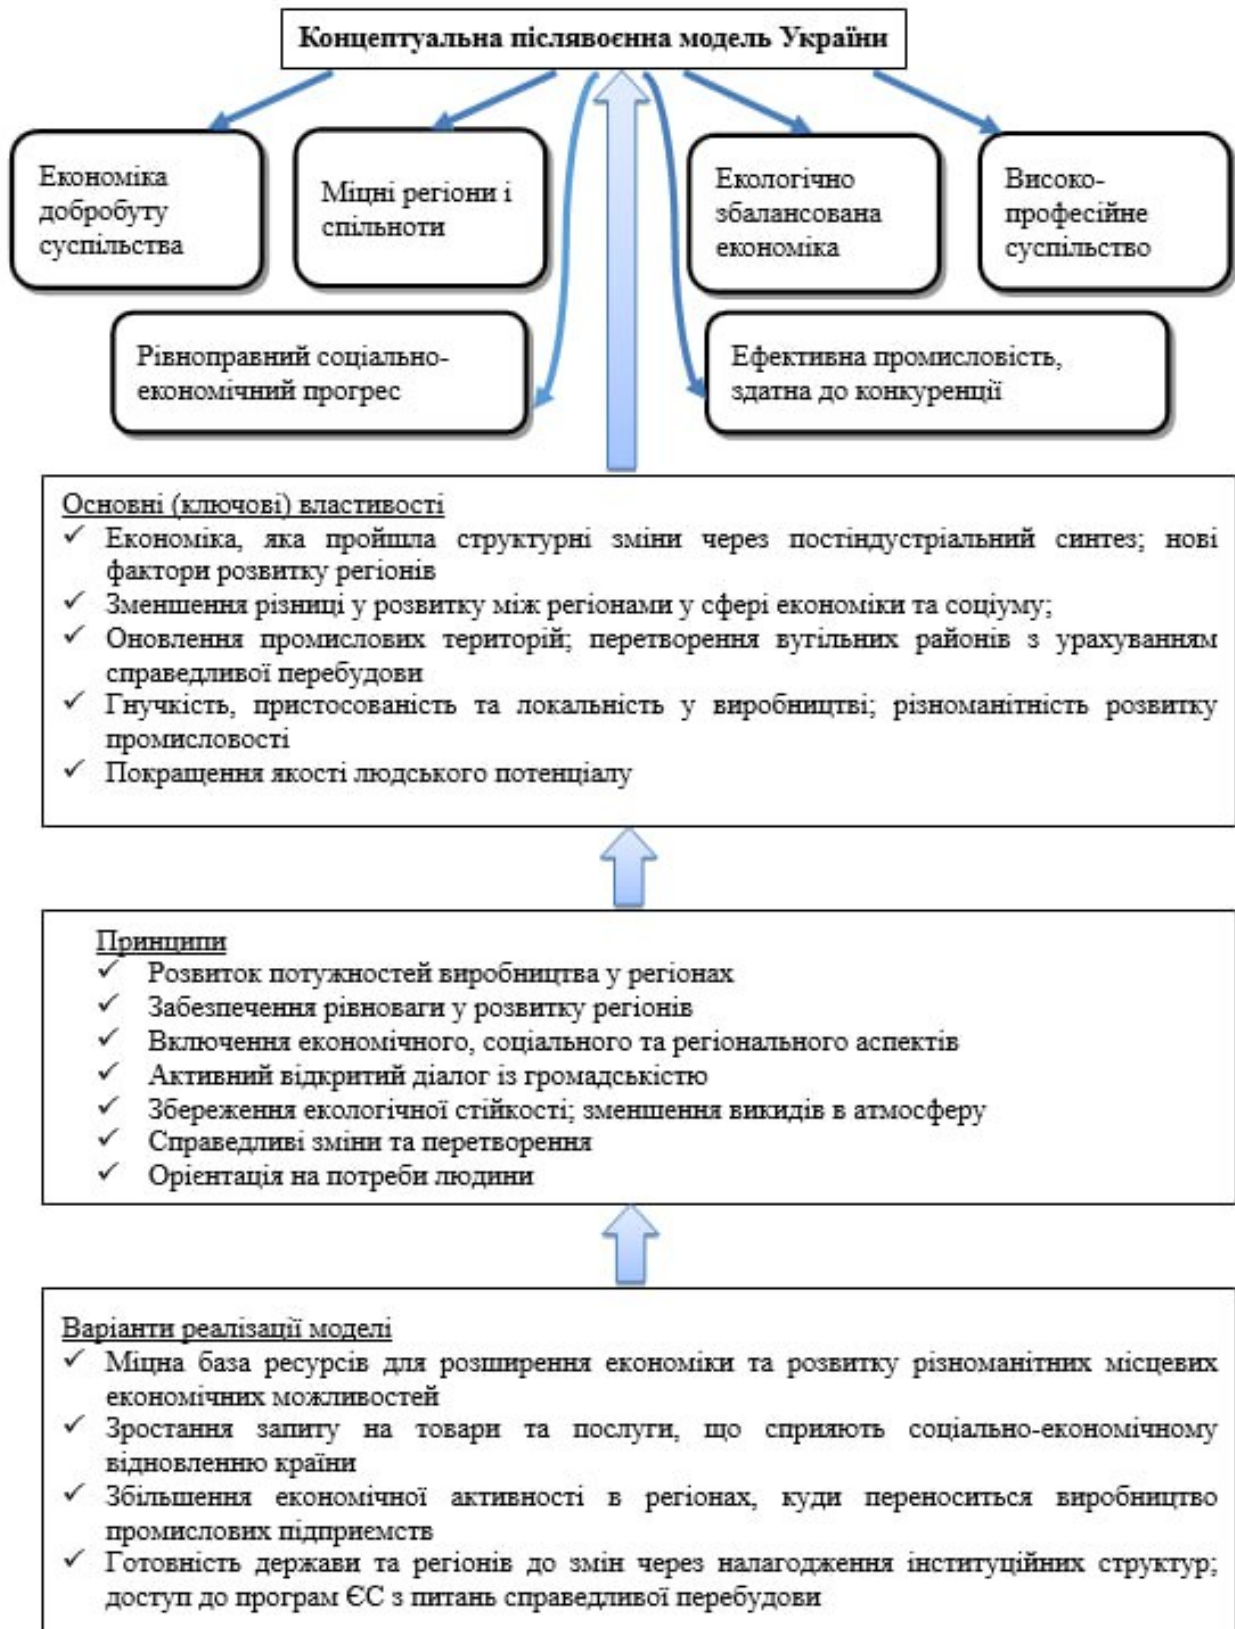 Концептуальна післявоєнна модель України
Економіка
добробуту
суспільства
Міцні регіони і
спільноти
Екологічно
збалансована
економіка
Високо-
професійне
суспільство
Рівноправний соціально-
економічний прогрес
Ефективна промисловість,
здатна до конкуренції
Основні (ключові) властивості
✓ Економіка, яка пройшла структурні зміни через постіндустріальний синтез; нові
фактори розвитку регіонів
✓ Зменшення різниці у розвитку між регіонами у сфері економіки та соціуму;
✓ Оновлення промислових територій; перетворення вугільних районів з урахуванням
справедливої перебудови
✓ Гнучкість, пристосованість та локальність у виробництві; різноманітність розвитку
промисловості
✓ Покращення якості людського потенціалу
Принципи
✓ Розвиток потужностей виробництва у регіонах
✓ Забезпечення рівноваги у розвитку регіонів
✓ Включення економічного, соціального та регіонального аспектів
✓ Активний відкритий діалог із громадськістю
✓ Збереження екологічної стійкості; зменшення викидів в атмосферу
✓ Справедливі зміни та перетворення
✓ Орієнтація на потреби людини
Варіанти реалізації моделі
✓ Міцна база ресурсів для розширення економіки та розвитку різноманітних місцевих
економічних можливостей
✓ Зростання запиту на товари та послуги, що сприяють соціально-економічному
відновленню країни
✓ Збільшення економічної активності в регіонах, куди переноситься виробництво
промислових підприємств
✓ Готовність держави та регіонів до змін через налагодження інституційних структур;
доступ до програм ЄС з питань справедливої перебудови